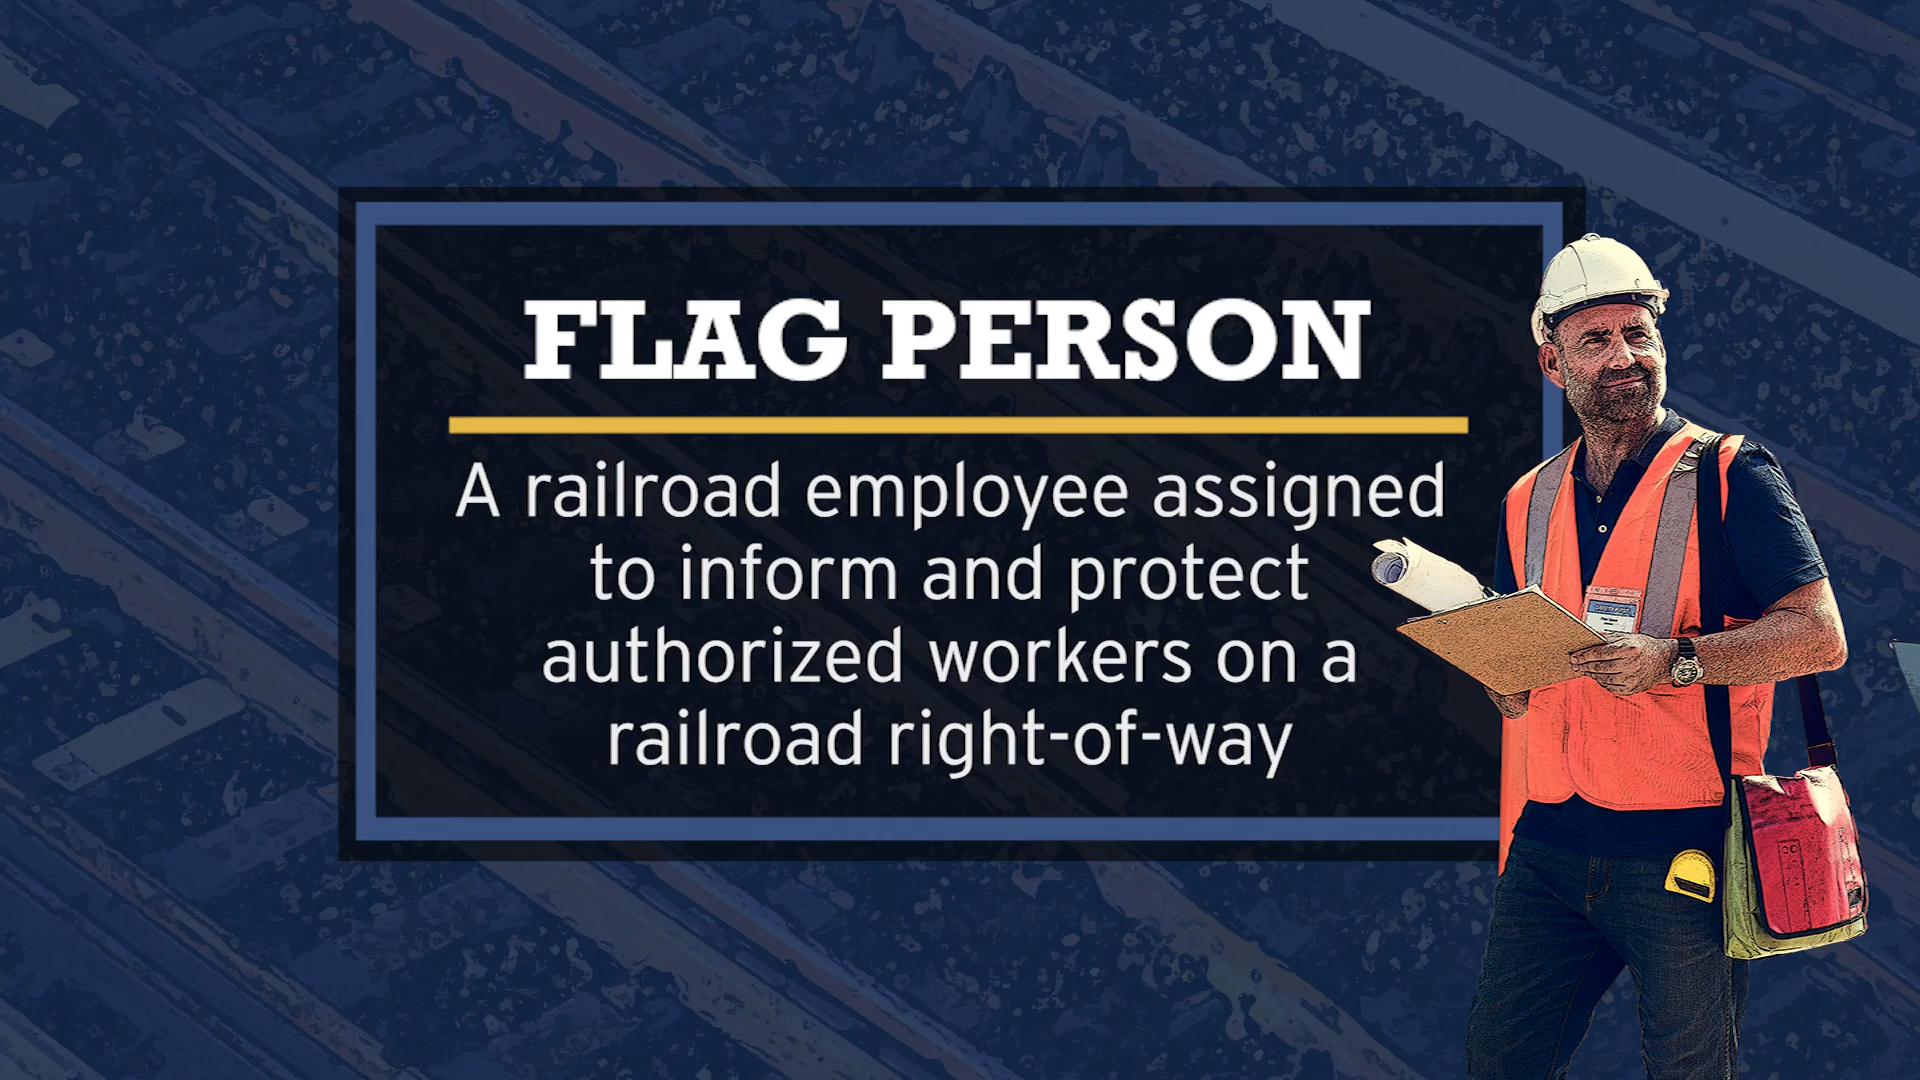 FLAG PERSON
A railroad employee assigned
to inform and protect
authorized workers on a
railroad right-of-way